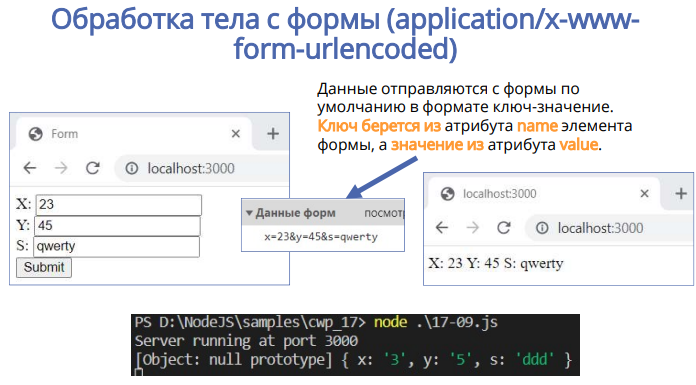 Обработка тела с формы (application/x-www-
form-urlencoded)
Данные отправляются с формы по
умолчанию в формате ключ-значение.
Ключ берется из атрибута name элемента
формы, а значение из атрибута value.
Form
localhost:3000
X: 23
Y: 45
S: qwerty
Submit
Данные форм посмотр
x=23&y=45&s=qwerty
localhost:3000
localhost:3000
X: 23 Y: 45 S: qwerty
PS D:\NodeJS\samples\cwp_17> node .\17-09.js
Server running at port 3000
[Object: null prototype] { x: '3', y: '5', s: 'ddd' }